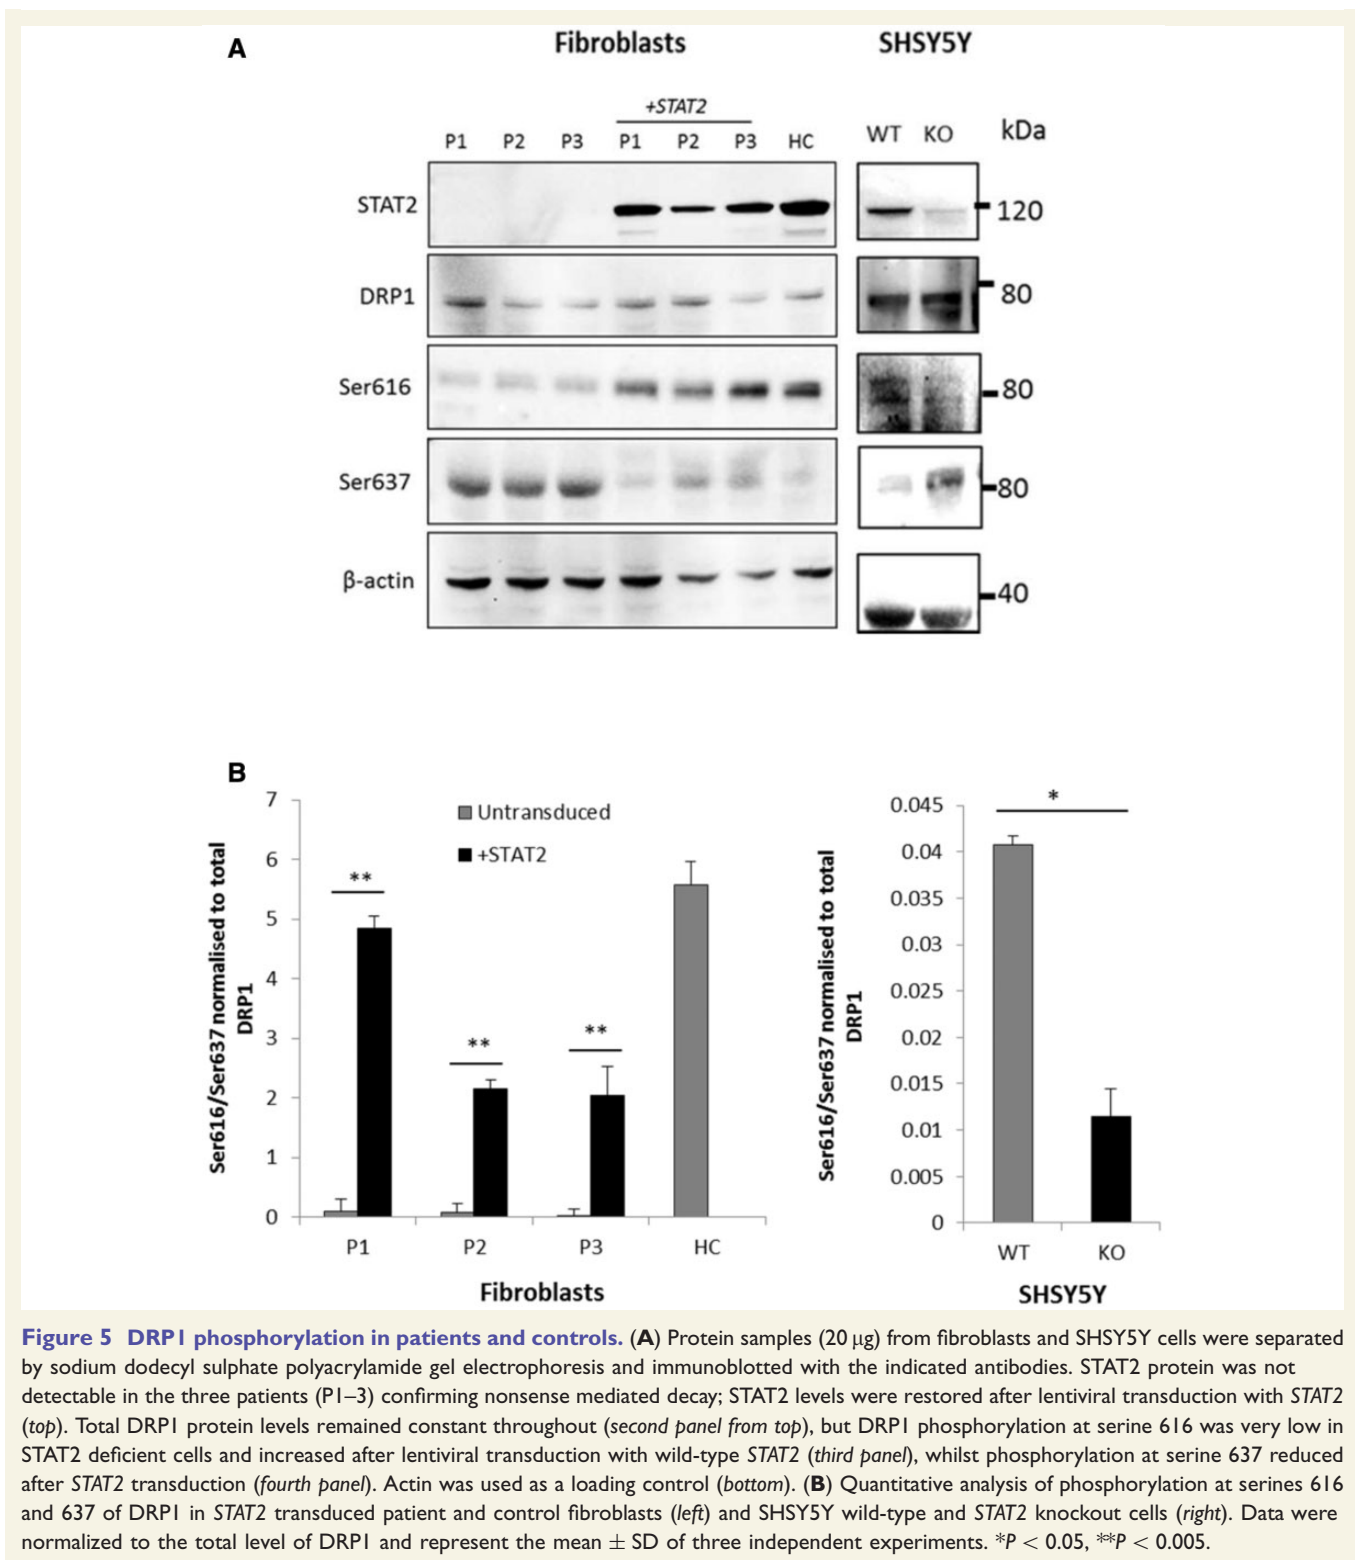 A
Fibroblasts SHSY5Y
+STAT2
P1 P2 P3 P1 P2 P3 HC WT KO kDa
STAT2 120
DRP1 80
Ser616 80
Ser637 80
β-actin 40
B
Ser616/Ser637 normalised to total
DRP1
7
6
5
4
3
2
1
0
Untransduced
+STAT2
**
**
**
P1 P2 P3 HC
Fibroblasts
Ser616/Ser637 normalised to total
DRP1
0.045
0.04
0.035
0.03
0.025
0.02
0.015
0.01
0.005
0
*
WT KO
SHSY5Y
Figure 5 DRP1 phosphorylation in patients and controls. (A) Protein samples (20 μg) from fibroblasts and SHSY5Y cells were separated
by sodium dodecyl sulphate polyacrylamide gel electrophoresis and immunoblotted with the indicated antibodies. STAT2 protein was not
detectable in the three patients (P1–3) confirming nonsense mediated decay; STAT2 levels were restored after lentiviral transduction with STAT2
(top). Total DRP1 protein levels remained constant throughout (second panel from top), but DRP1 phosphorylation at serine 616 was very low in
STAT2 deficient cells and increased after lentiviral transduction with wild-type STAT2 (third panel), whilst phosphorylation at serine 637 reduced
after STAT2 transduction (fourth panel). Actin was used as a loading control (bottom). (B) Quantitative analysis of phosphorylation at serines 616
and 637 of DRP1 in STAT2 transduced patient and control fibroblasts (left) and SHSY5Y wild-type and STAT2 knockout cells (right). Data were
normalized to the total level of DRP1 and represent the mean ± SD of three independent experiments. *P < 0.05, **P < 0.005.